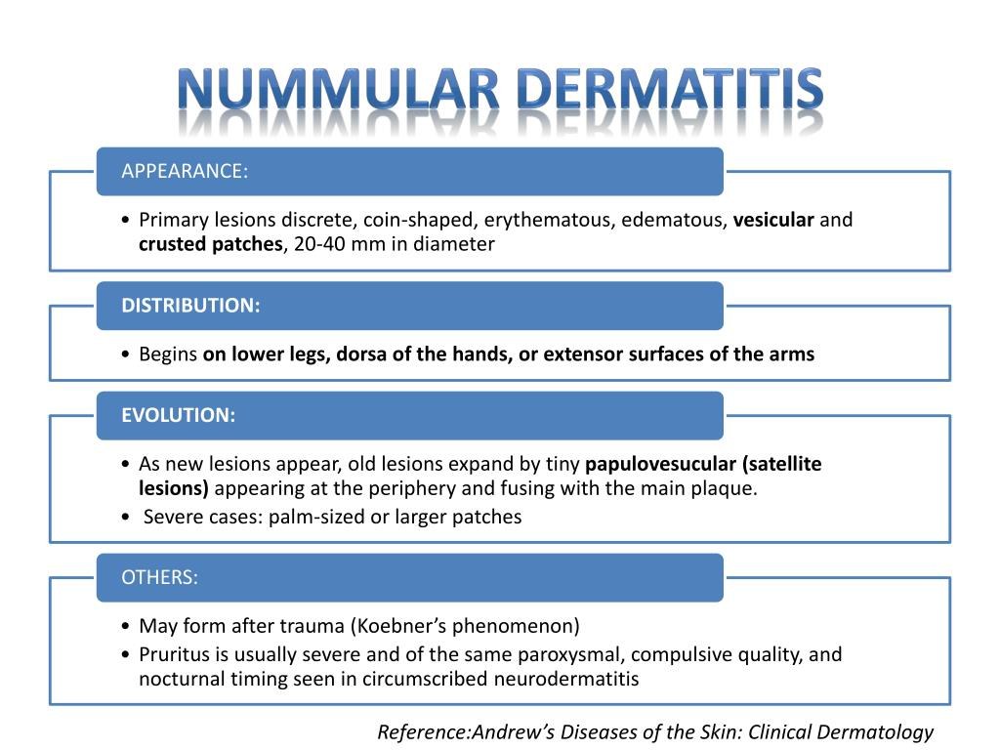 NUMMULAR DERMATITIS
APPEARANCE:
• Primary lesions discrete, coin-shaped, erythematous, edematous, vesicular and
crusted patches, 20-40 mm in diameter
DISTRIBUTION:
• Begins on lower legs, dorsa of the hands, or extensor surfaces of the arms
EVOLUTION:
• As new lesions appear, old lesions expand by tiny papulovesucular (satellite
lesions) appearing at the periphery and fusing with the main plaque.
• Severe cases: palm-sized or larger patches
OTHERS:
• May form after trauma (Koebner’s phenomenon)
• Pruritus is usually severe and of the same paroxysmal, compulsive quality, and
nocturnal timing seen in circumscribed neurodermatitis
Reference:Andrew’s Diseases of the Skin: Clinical Dermatology